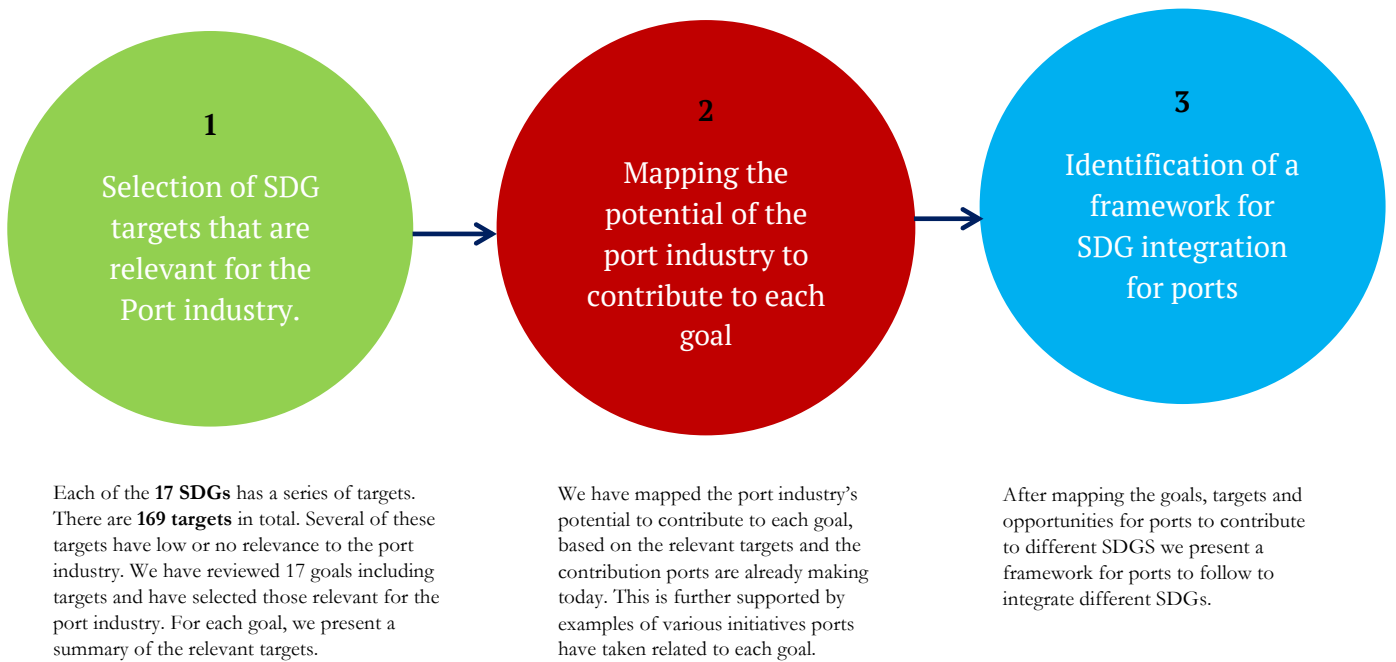 1
Selection of SDG
targets that are
relevant for the
Port industry.
2
Mapping the
potential of the
port industry to
contribute to each
goal
3
Identification of a
framework for
SDG integration
for ports
Each of the 17 SDGs has a series of targets.
There are 169 targets in total. Several of these
targets have low or no relevance to the port
industry. We have reviewed 17 goals including
targets and have selected those relevant for the
port industry. For each goal, we present a
summary of the relevant targets.
We have mapped the port industry’s
potential to contribute to each goal,
based on the relevant targets and the
contribution ports are already making
today. This is further supported by
examples of various initiatives ports
have taken related to each goal.
After mapping the goals, targets and
opportunities for ports to contribute
to different SDGS we present a
framework for ports to follow to
integrate different SDGs.